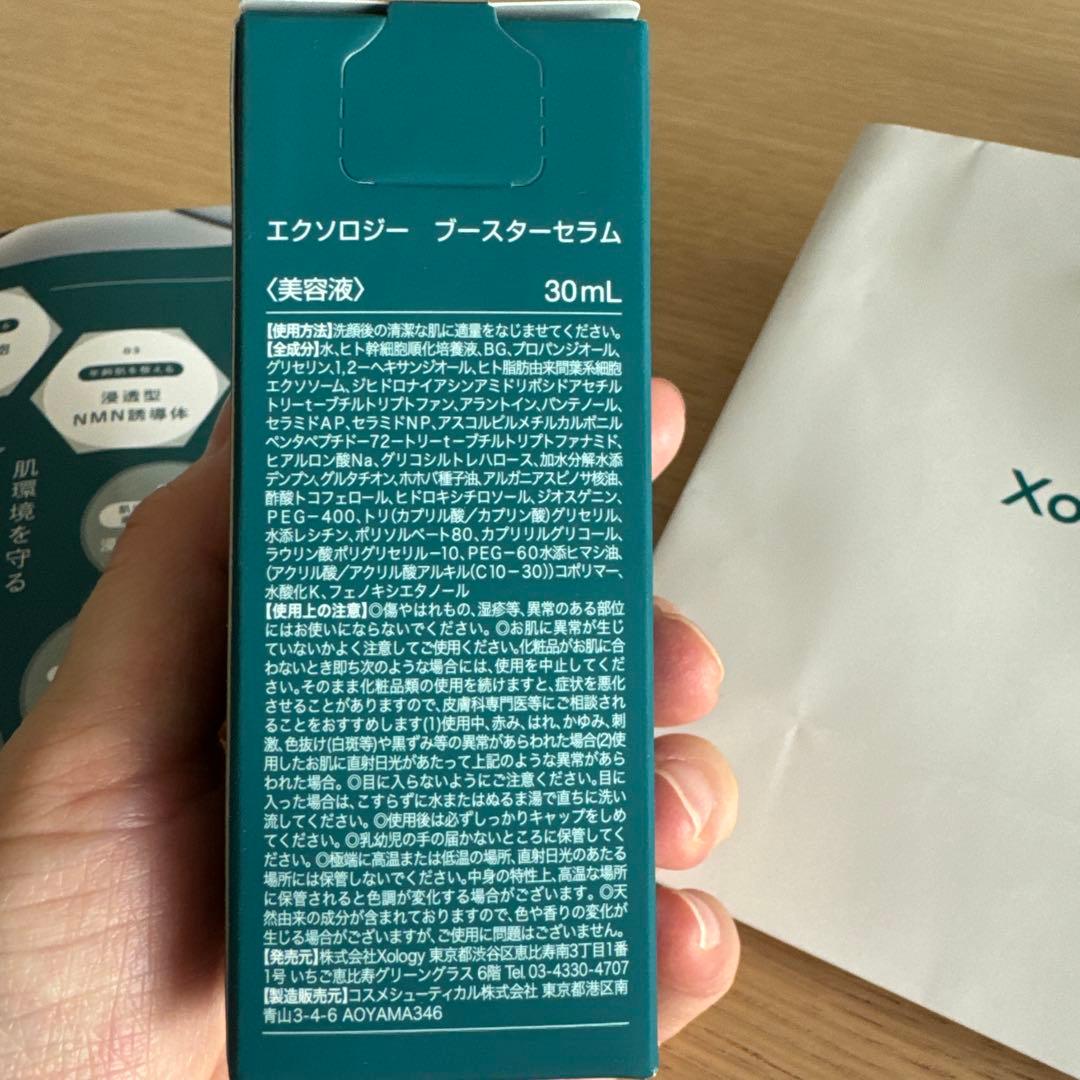 エクソロジー ブースターセラム
〈美容液〉 30mL
【使用方法】洗顔後の清潔な肌に適量をなじませてください。
【全成分】水、ヒト幹細胞順化培養液、BG、プロパンジオール、
グリセリン、1,2-ヘキサンジオール、ヒト脂肪由来間葉系細胞
エクソソーム、ジヒドロナイアシンアミドリボシドアセチル
トリ-t-ブチルトリプトファン、アラントイン、パンテノール、
セラミドAP、セラミドNP、アスコルビルメチルカルボニル
ペンタペプチド-72-トリ-t-ブチルトリプトファナミド、
ヒアルロン酸Na、グリコシルトレハロース、加水分解水添
デンプン、グルタチオン、ホホバ種子油、アルガニアスピノサ核油、
酢酸トコフェロール、ヒドロキシチロソール、ジオスゲニン、
PEG-400、トリ(カプリル酸/カプリン酸)グリセリル、
水添レシチン、ポリソルベート80、カプリリルグリコール、
ラウリン酸ポリグリセリル-10、PEG-60水添ヒマシ油、
(アクリル酸/アクリル酸アルキル(C10-30))コポリマー、
水酸化K、フェノキシエタノール
【使用上の注意】◎傷やはれもの、湿疹等、異常のある部位
にはお使いにならないでください。◎お肌に異常が生じ
ていないかよく注意してご使用ください。化粧品がお肌に合
わないとき即ち次のような場合には、使用を中止してくだ
さい。そのまま化粧品類の使用を続けますと、症状を悪化
させることがありますので、皮膚科専門医等にご相談され
ることをおすすめします(1)使用中、赤み、はれ、かゆみ、刺
激、色抜け(白斑等)や黒ずみ等の異常があらわれた場合(2)使
用したお肌に直射日光があたって上記のような異常があら
われた場合。◎目に入らないようにご注意ください。目に
入った場合は、こすらずに水またはぬるま湯で直ちに洗い
流してください。◎使用後は必ずしっかりキャップをしめ
てください。◎乳幼児の手の届かないところに保管してく
ださい。◎極端に高温または低温の場所、直射日光のあたる
場所には保管しないでください。中身の特性上、高温な場所
に保管されると色調が変化する場合がございます。◎天
然由来の成分が含まれておりますので、色や香りの変化が
生じる場合がございますが、ご使用に問題はございません。
【発売元】株式会社Xology 東京都渋谷区恵比寿南3丁目1番
1号 いちご恵比寿グリーングラス 6階 Tel. 03-4330-4707
【製造販売元】コスメシューティカル株式会社 東京都港区南
青山3-4-6 AOYAMA346
03
年齢肌を整える
浸透型
NMN誘導体
肌環境を守る
Xo